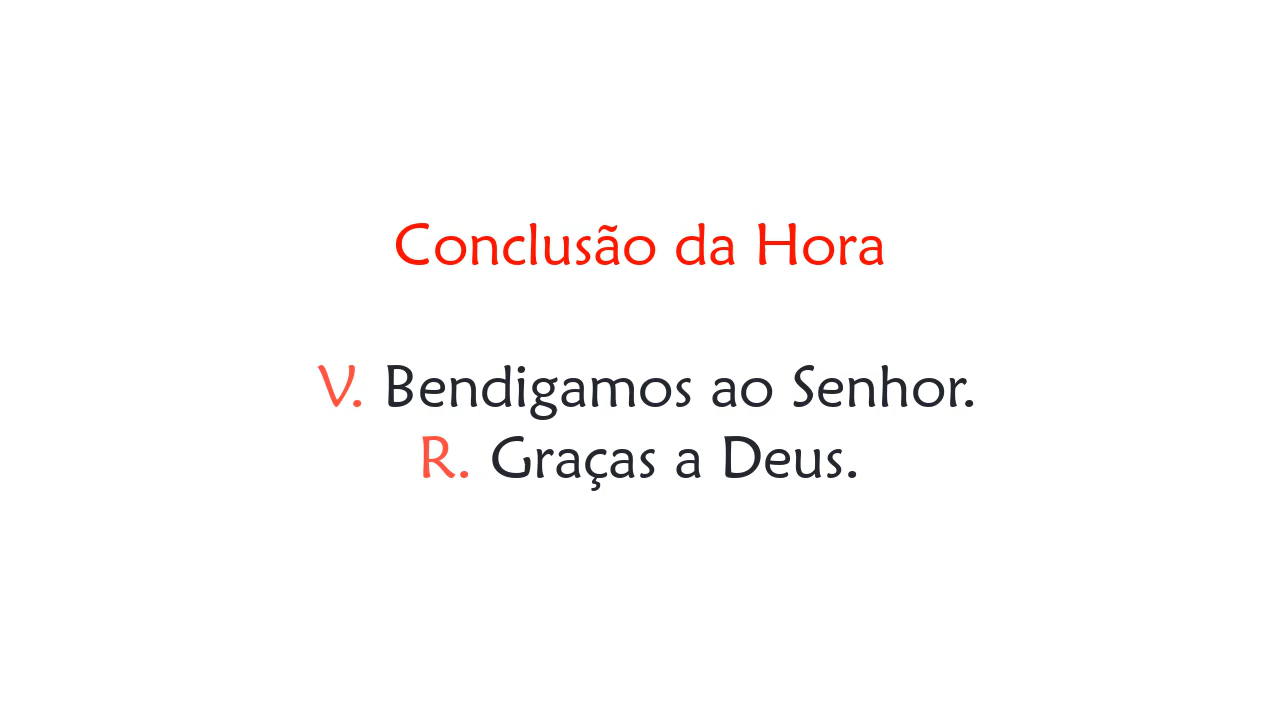 Conclusão da Hora
V. Bendigamos ao Senhor.
R. Graças a Deus.